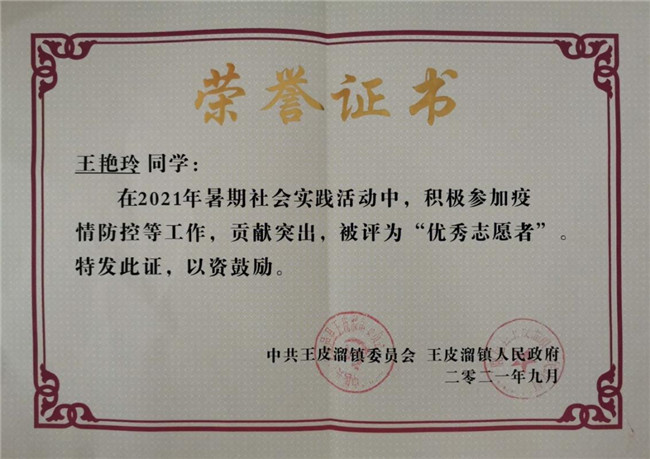 荣誉证书
王艳玲 同学：
在2021年暑期社会实践活动中，积极参加疫
情防控等工作，贡献突出，被评为“优秀志愿者”。
特发此证，以资鼓励。
中共王皮溜镇委员会 王皮溜镇人民政府
二零二一年九月